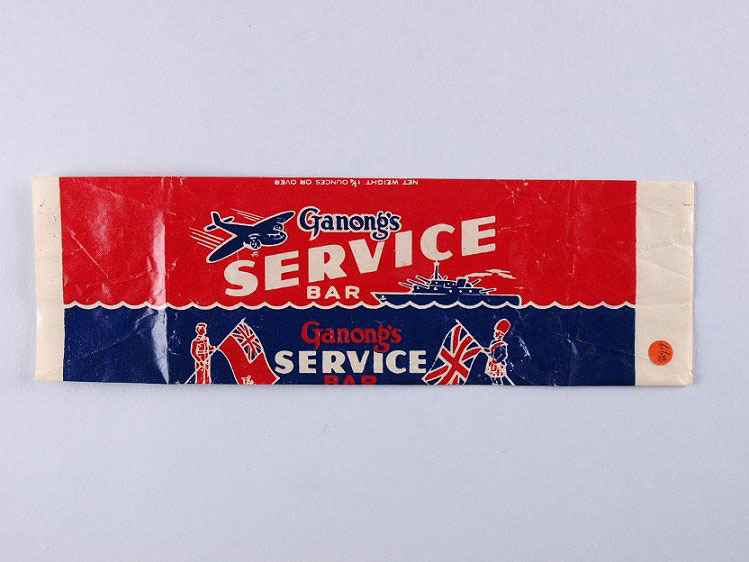 NET WEIGHT 1¾ OUNCES OR OVER
Ganong's
SERVICE
BAR
Ganong's
SERVICE
BAR